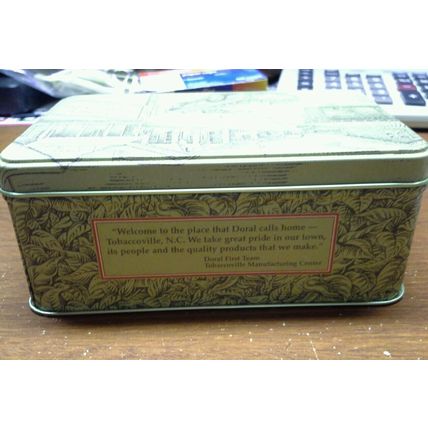 "Welcome to the place that Doral calls home —
Tobaccoville, N.C. We take great pride in our town,
its people and the quality products that we make."
Doral First Team
Tobaccoville Manufacturing Center